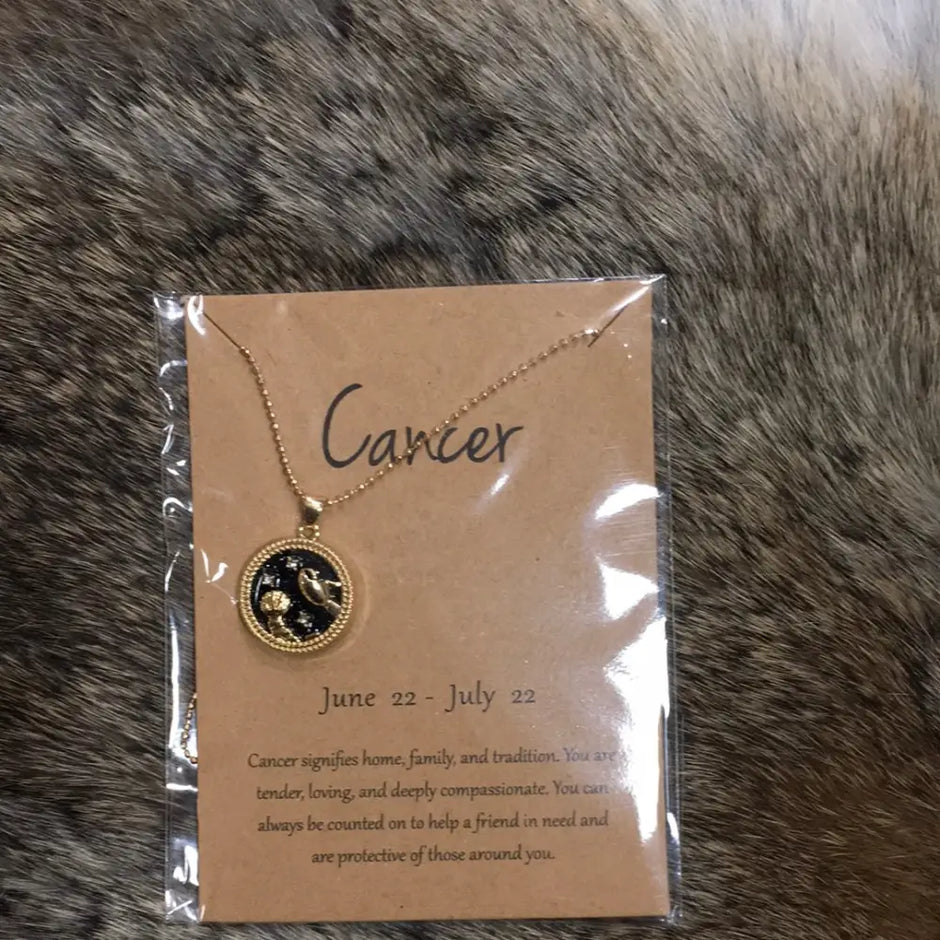 Cancer
June 22 - July 22
Cancer signifies home, family, and tradition. You are
tender, loving, and deeply compassionate. You can
always be counted on to help a friend in need and
are protective of those around you.